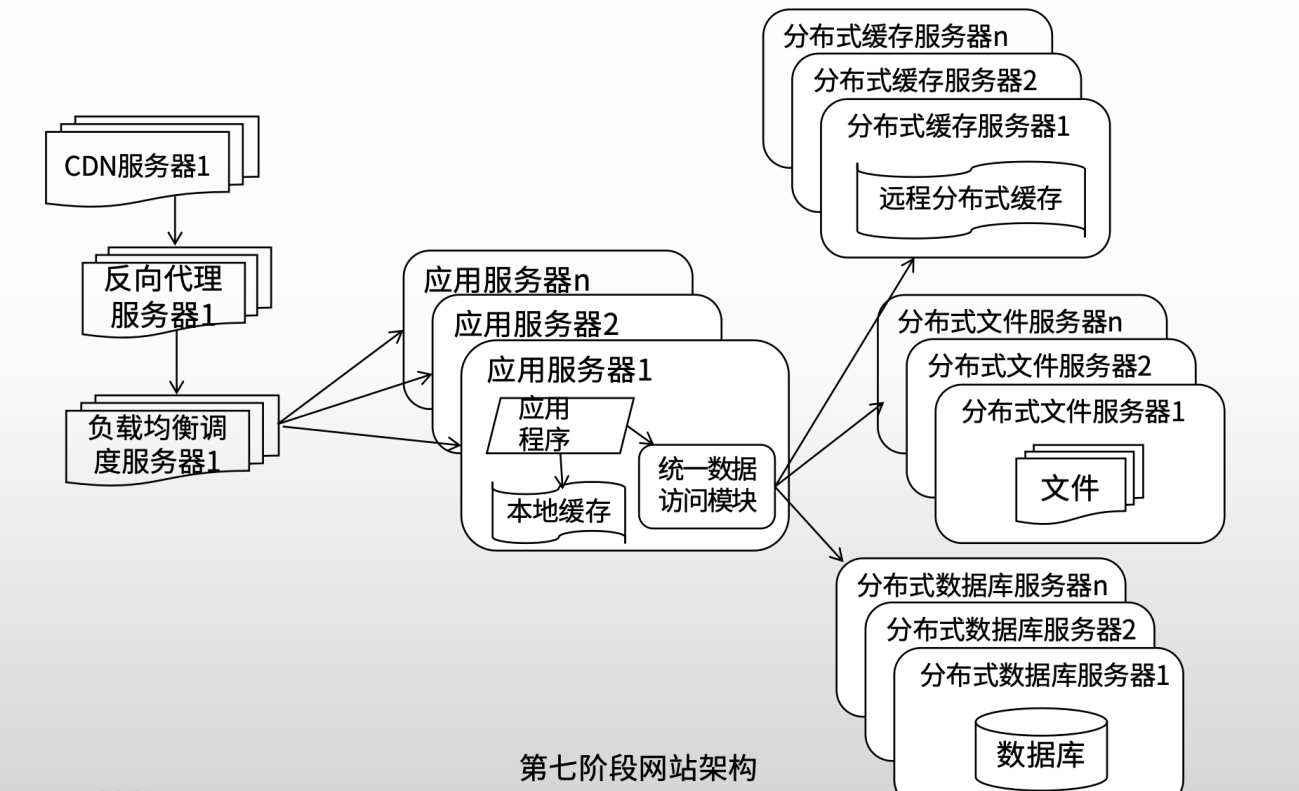 CDN服务器1
反向代理
服务器1
负载均衡调
度服务器1
应用服务器n
应用服务器2
应用服务器1
应用
程序
本地缓存
统一数据
访问模块
分布式缓存服务器n
分布式缓存服务器2
分布式缓存服务器1
远程分布式缓存
分布式文件服务器n
分布式文件服务器2
分布式文件服务器1
文件
分布式数据库服务器n
分布式数据库服务器2
分布式数据库服务器1
数据库
第七阶段网站架构